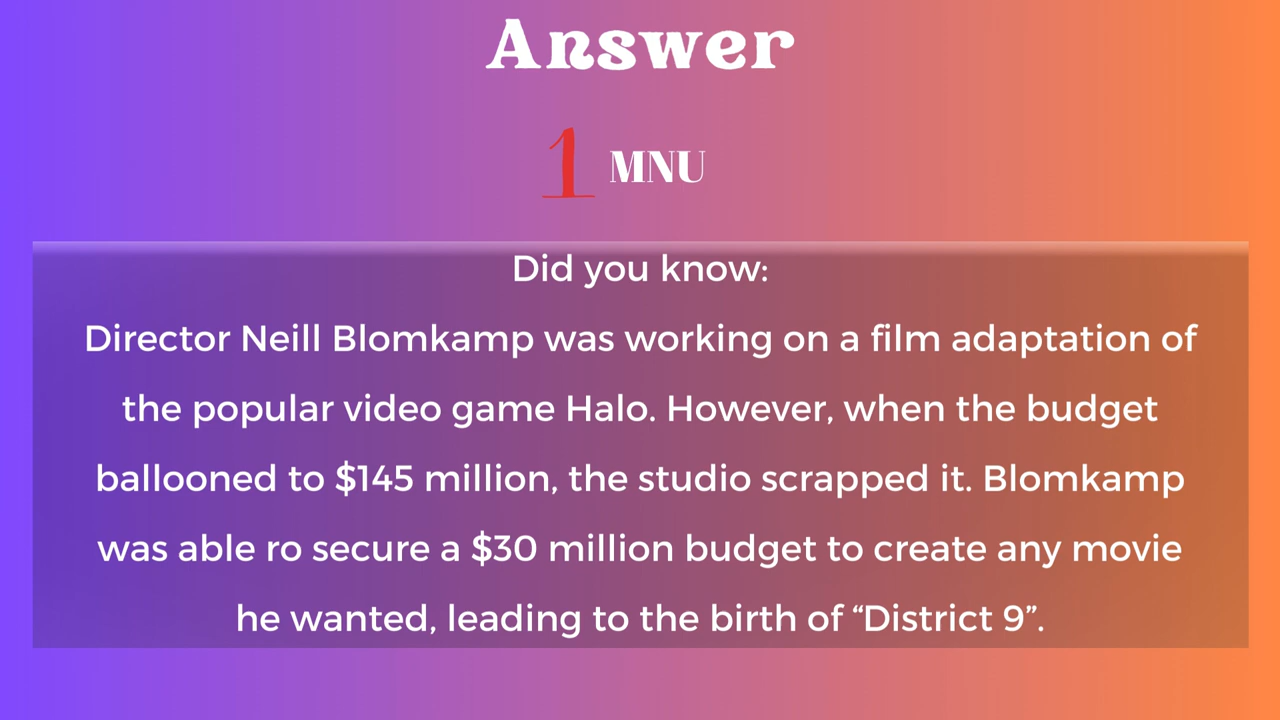 Answer
1 MNU
Did you know:
Director Neill Blomkamp was working on a film adaptation of
the popular video game Halo. However, when the budget
ballooned to $145 million, the studio scrapped it. Blomkamp
was able ro secure a $30 million budget to create any movie
he wanted, leading to the birth of “District 9”.